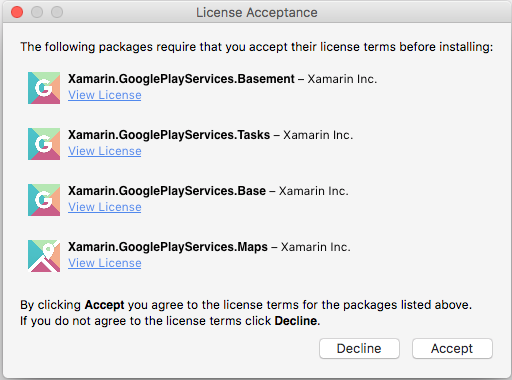 License Acceptance
The following packages require that you accept their license terms before installing:
Xamarin.GooglePlayServices.Basement – Xamarin Inc.
View License
Xamarin.GooglePlayServices.Tasks – Xamarin Inc.
View License
Xamarin.GooglePlayServices.Base – Xamarin Inc.
View License
Xamarin.GooglePlayServices.Maps – Xamarin Inc.
View License
By clicking Accept you agree to the license terms for the packages listed above.
If you do not agree to the license terms click Decline.
Decline Accept